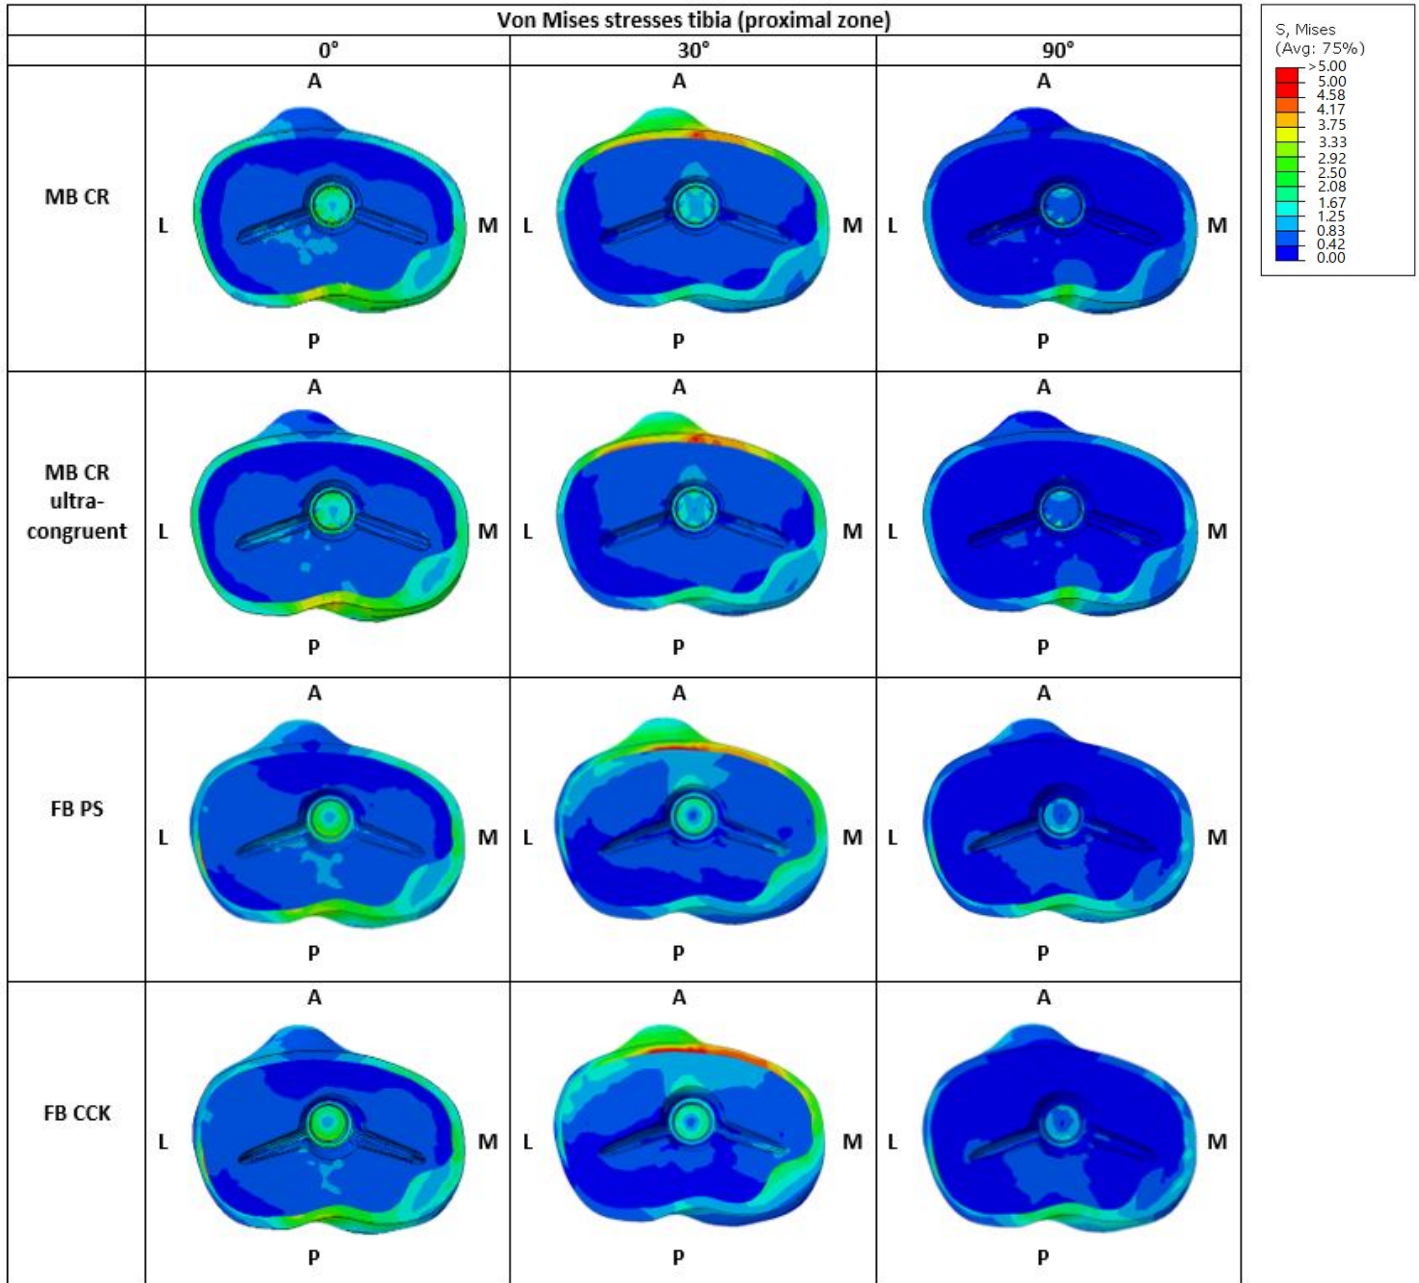 Von Mises stresses tibia (proximal zone)
0° 30° 90°
A A A
MB CR
L M L M L M
P P P
A A A
MB CR
ultra-
congruent
L M L M L M
P P P
A A A
FB PS
L M L M L M
P P P
A A A
FB CCK
L M L M L M
P P P
S, Mises
(Avg: 75%)
>5.00
5.00
4.58
4.17
3.75
3.33
2.92
2.50
2.08
1.67
1.25
0.83
0.42
0.00